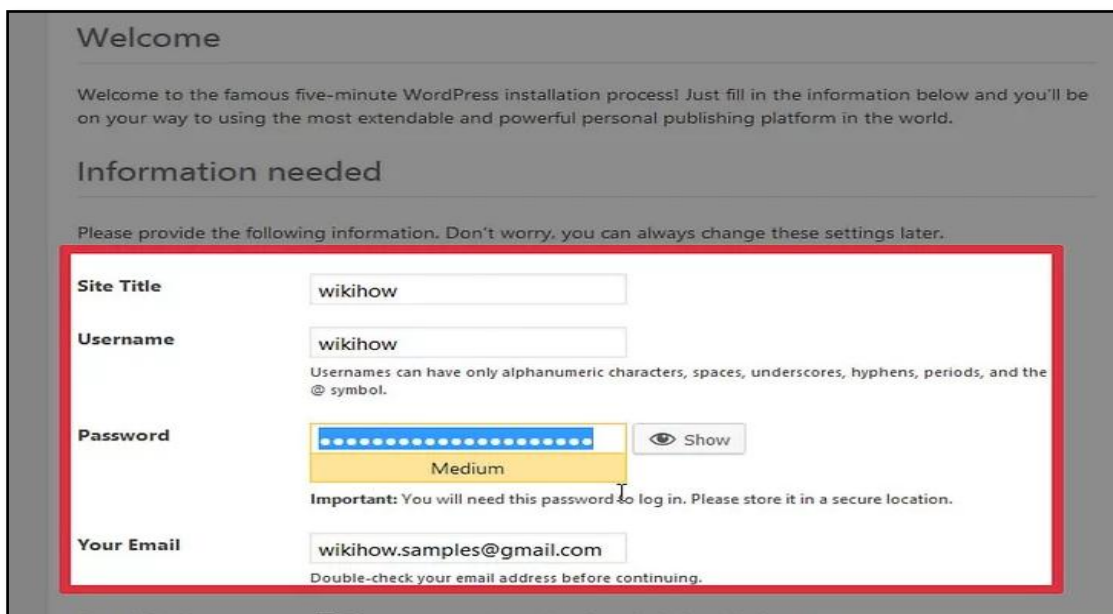 Welcome
Welcome to the famous five-minute WordPress installation process! Just fill in the information below and you'll be
on your way to using the most extendable and powerful personal publishing platform in the world.
Information needed
Please provide the following information. Don't worry, you can always change these settings later.
Site Title wikihow
Username wikihow
Usernames can have only alphanumeric characters, spaces, underscores, hyphens, periods, and the
@ symbol.
Password Show
Medium
Important: You will need this password to log in. Please store it in a secure location.
Your Email wikihow.samples@gmail.com
Double-check your email address before continuing.